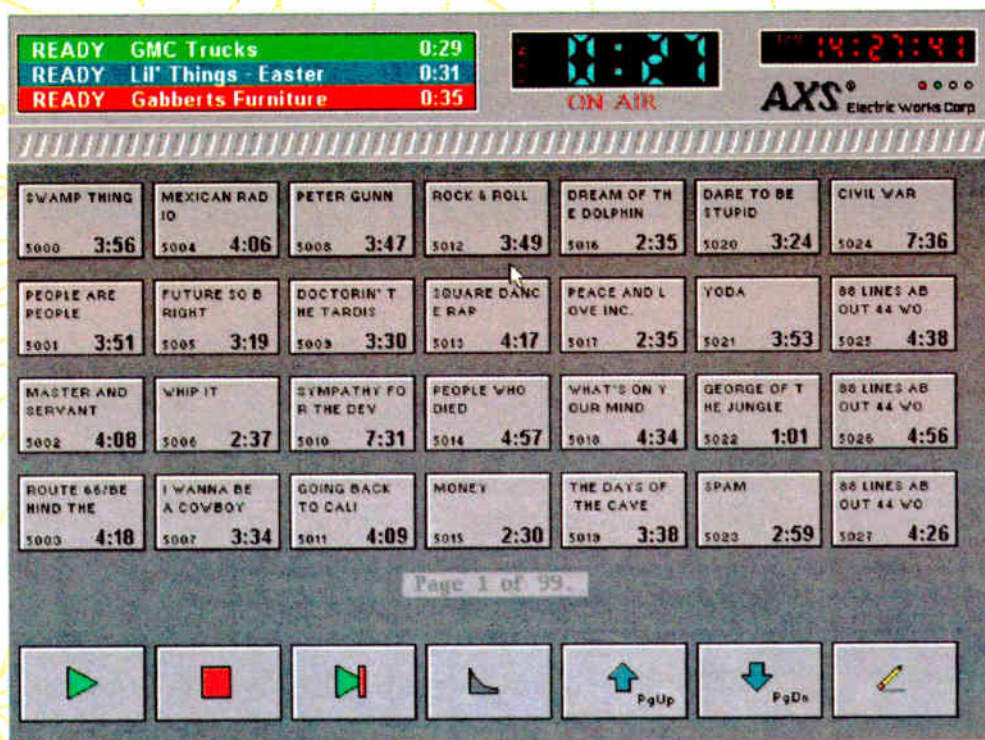 READY GMC Trucks 0:29
READY Lil' Things - Easter 0:31
READY Gabberts Furniture 0:35
0:27
ON AIR
14:27:41
AXS®
Electric Works Corp
SWAMP THING
5000 3:56
MEXICAN RAD
IO
5004 4:06
PETER GUNN
5008 3:47
ROCK & ROLL
5012 3:49
DREAM OF TH
E DOLPHIN
5016 2:35
DARE TO BE
STUPID
5020 3:24
CIVIL WAR
5024 7:36
PEOPLE ARE
PEOPLE
5001 3:51
FUTURE SO B
RIGHT
5005 3:19
DOCTORIN' T
HE TARDIS
5009 3:30
SQUARE DANC
E RAP
5013 4:17
PEACE AND L
OVE INC.
5017 2:35
YODA
5021 3:53
88 LINES AB
OUT 44 WO
5025 4:38
MASTER AND
SERVANT
5002 4:08
WHIP IT
5006 2:37
SYMPATHY FO
R THE DEV
5010 7:31
PEOPLE WHO
DIED
5014 4:57
WHAT'S ON Y
OUR MIND
5018 4:34
GEORGE OF T
HE JUNGLE
5022 1:01
88 LINES AB
OUT 44 WO
5026 4:56
ROUTE 66/BE
HIND THE
5003 4:18
I WANNA BE
A COWBOY
5007 3:34
GOING BACK
TO CALI
5011 4:09
MONEY
5015 2:30
THE DAYS OF
THE CAVE
5019 3:38
SPAM
5023 2:59
88 LINES AB
OUT 44 WO
5027 4:26
Page 1 of 99.
PgUp
PgDn